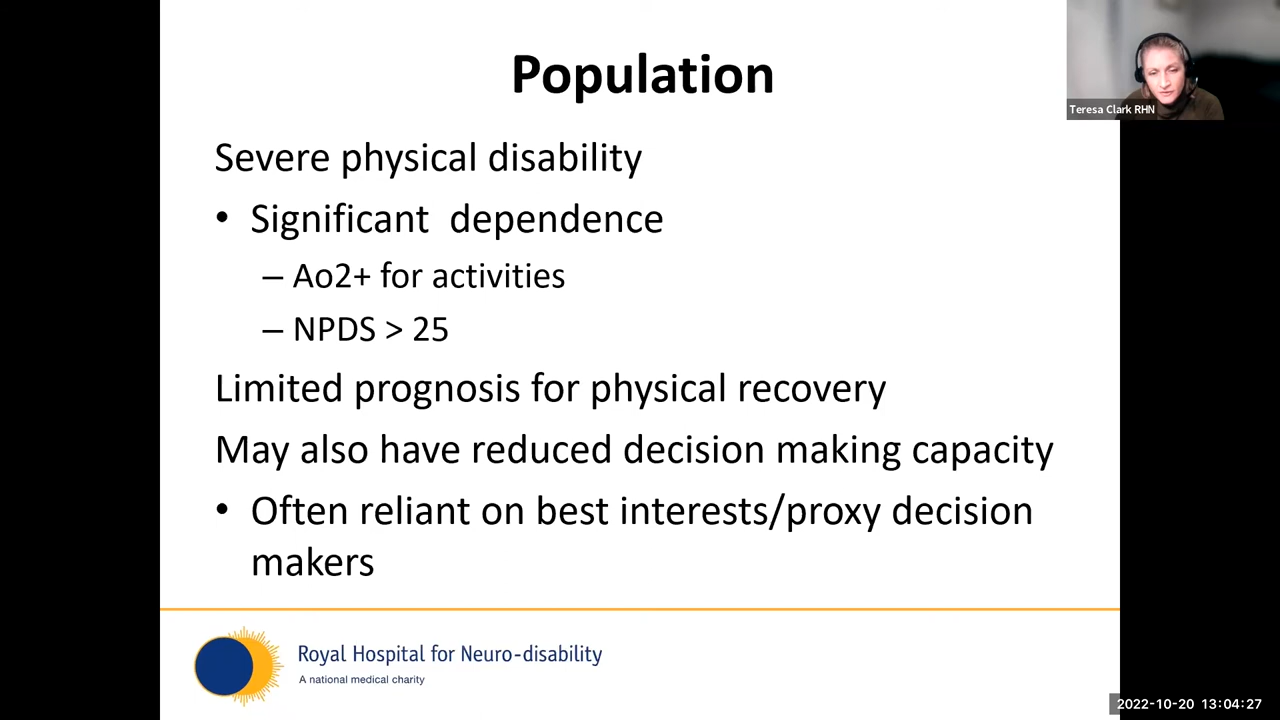 Population
Teresa Clark RHN
Severe physical disability
• Significant  dependence
– Ao2+ for activities
– NPDS > 25
Limited prognosis for physical recovery
May also have reduced decision making capacity
• Often reliant on best interests/proxy decision
makers
Royal Hospital for Neuro-disability
A national medical charity
2022-10-20 13:04:27